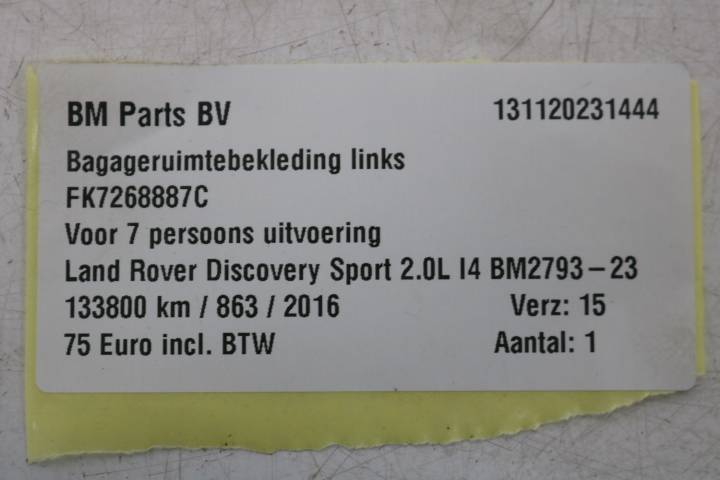 BM Parts BV 131120231444
Bagageruimtebekleding links
FK7268887C
Voor 7 persoons uitvoering
Land Rover Discovery Sport 2.0L I4 BM2793-23
133800 km / 863 / 2016 Verz: 15
75 Euro incl. BTW Aantal: 1